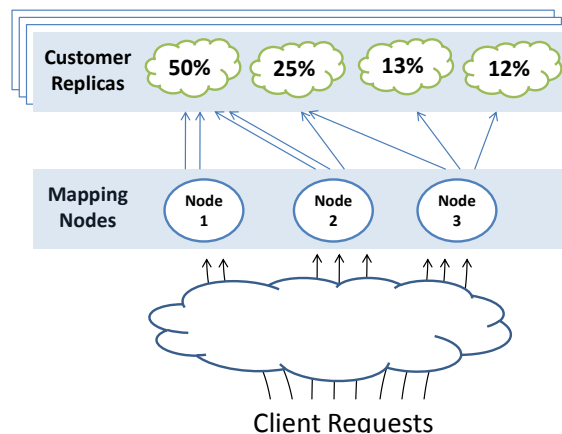 Customer
Replicas
50%
25%
13%
12%
Mapping
Nodes
Node
1
Node
2
Node
3
Client Requests